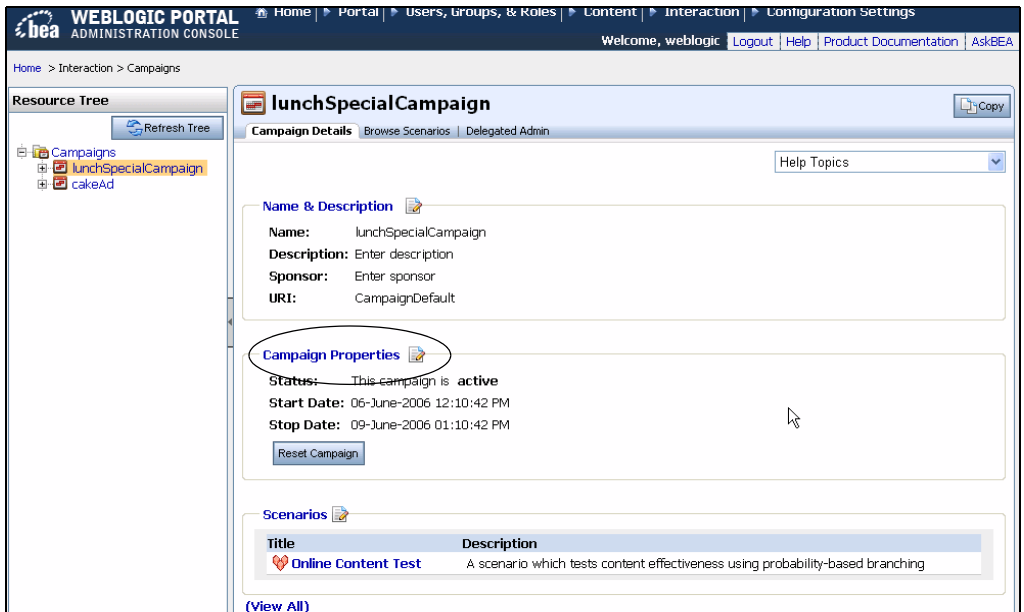 bea WEBLOGIC PORTAL
ADMINISTRATION CONSOLE
Home | Portal | Users, Groups, & Roles | Content | Interaction | Configuration Settings
Welcome, weblogic Logout | Help | Product Documentation | AskBEA
Home > Interaction > Campaigns
Resource Tree
Refresh Tree
Campaigns
lunchSpecialCampaign
cakeAd
lunchSpecialCampaign
Copy
Campaign Details Browse Scenarios | Delegated Admin
Help Topics
Name & Description
Name: lunchSpecialCampaign
Description: Enter description
Sponsor: Enter sponsor
URI: CampaignDefault
Campaign Properties
Status: This campaign is active
Start Date: 06-June-2006 12:10:42 PM
Stop Date: 09-June-2006 01:10:42 PM
Reset Campaign
Scenarios
Title Description
Online Content Test A scenario which tests content effectiveness using probability-based branching
(View All)